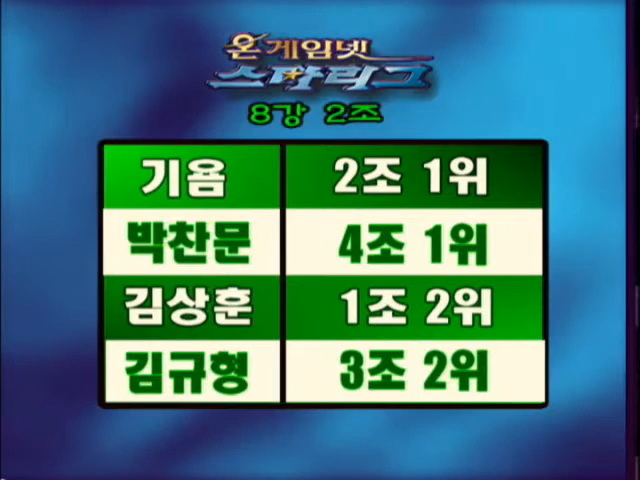 온게임넷
스타리그
8강 2조
기욤 2조 1위
박찬문 4조 1위
김상훈 1조 2위
김규형 3조 2위